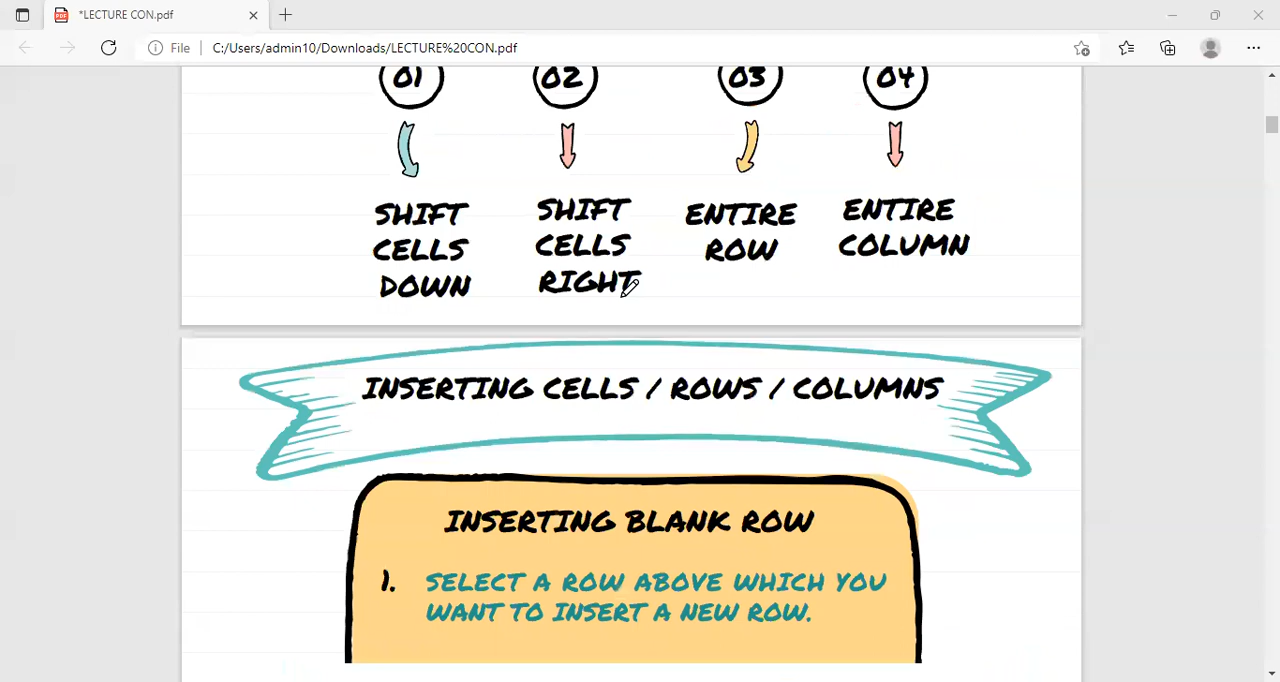 *LECTURE CON.pdf
File
C:/Users/admin10/Downloads/LECTURE%20CON.pdf
01 02 03 04
SHIFT
CELLS
DOWN
SHIFT
CELLS
RIGHT
ENTIRE
ROW
ENTIRE
COLUMN
INSERTING CELLS / ROWS / COLUMNS
INSERTING BLANK ROW
1. SELECT A ROW ABOVE WHICH YOU
WANT TO INSERT A NEW ROW.